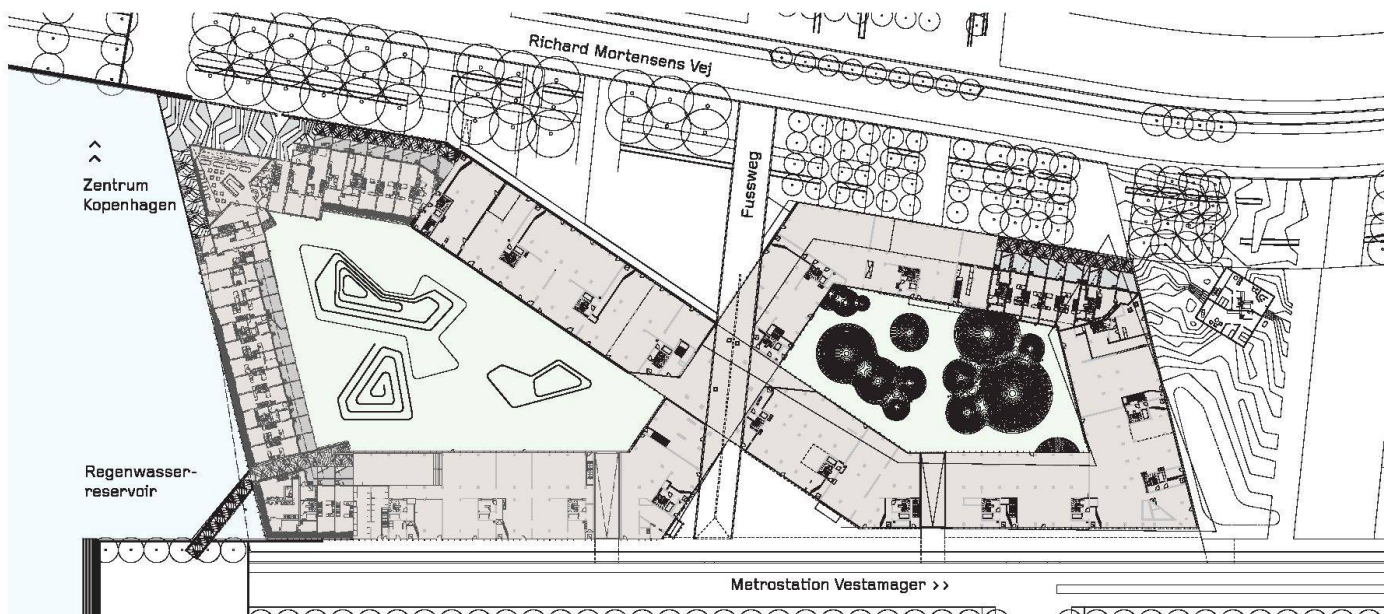 Richard Mortensens Vej
Zentrum
Kopenhagen
Fussweg
Regenwasser-
reservoir
Metrostation Vestamager >>